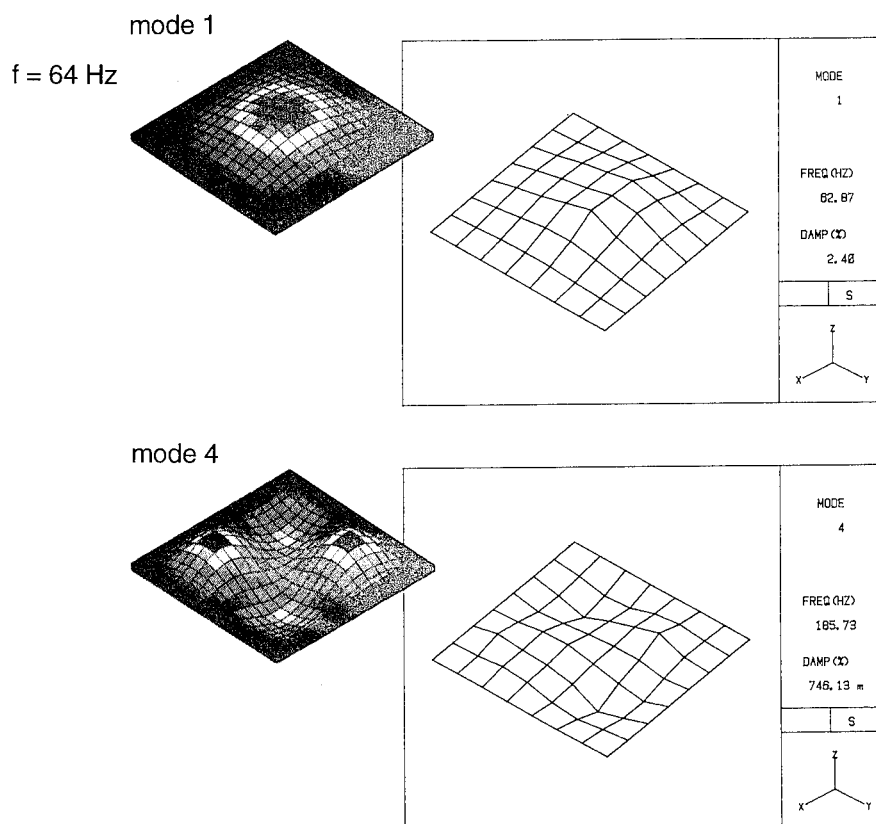 mode 1
f = 64 Hz
MODE
1
FREQ(HZ)
62.87
DAMP(%)
2.40
S
Z
X
Y
mode 4
MODE
4
FREQ(HZ)
185.73
DAMP(%)
746.13 m
S
Z
X
Y